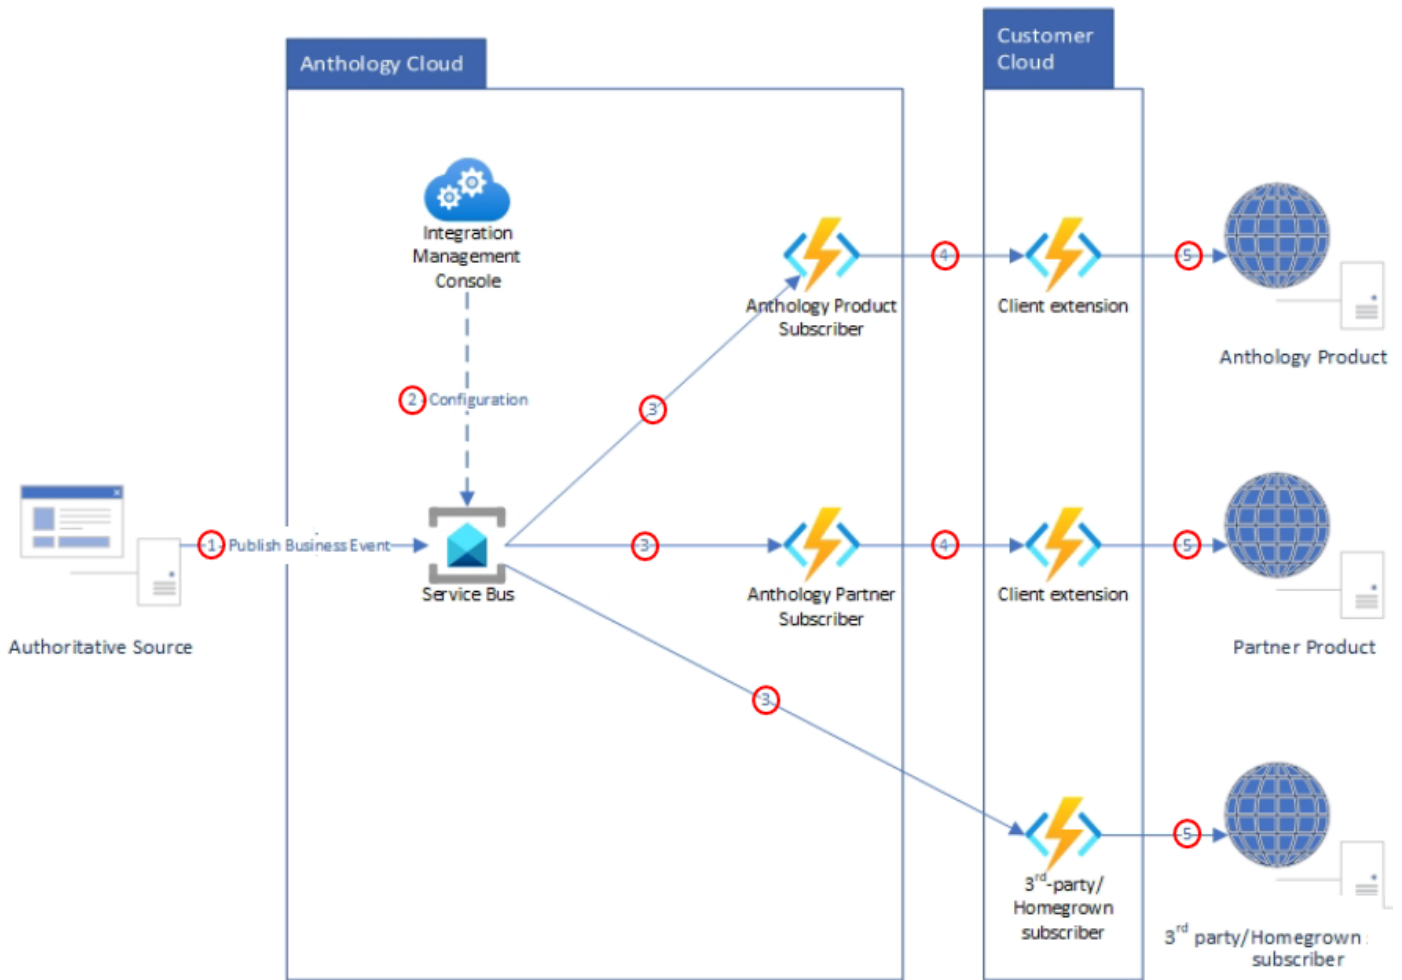 Customer
Cloud
Anthology Cloud
Integration
Management
Console
4
5
Anthology Product
Subscriber
Client extension
Anthology Product
2 - Configuration
3
1 - Publish Business Event
3
4
5
Service Bus
Anthology Partner
Subscriber
Client extension
Authoritative Source
Partner Product
3
5
3rd-party/
Homegrown
subscriber
3rd party/Homegrown
subscriber